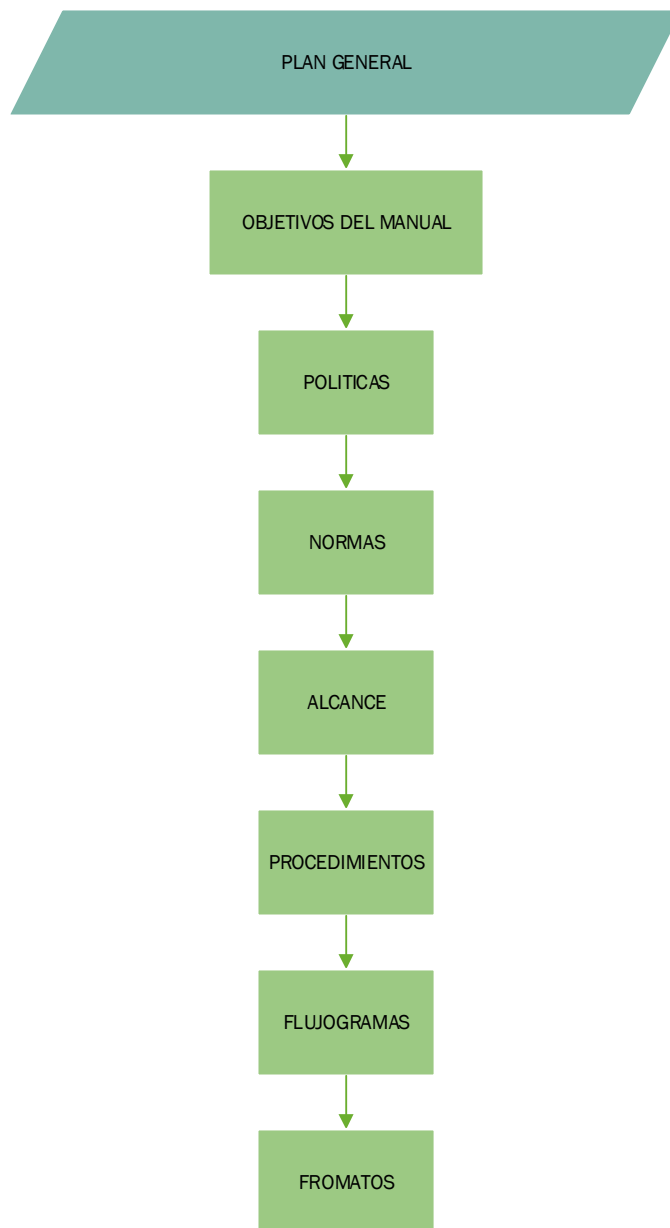 PLAN GENERAL
OBJETIVOS DEL MANUAL
POLITICAS
NORMAS
ALCANCE
PROCEDIMIENTOS
FLUJOGRAMAS
FROMATOS